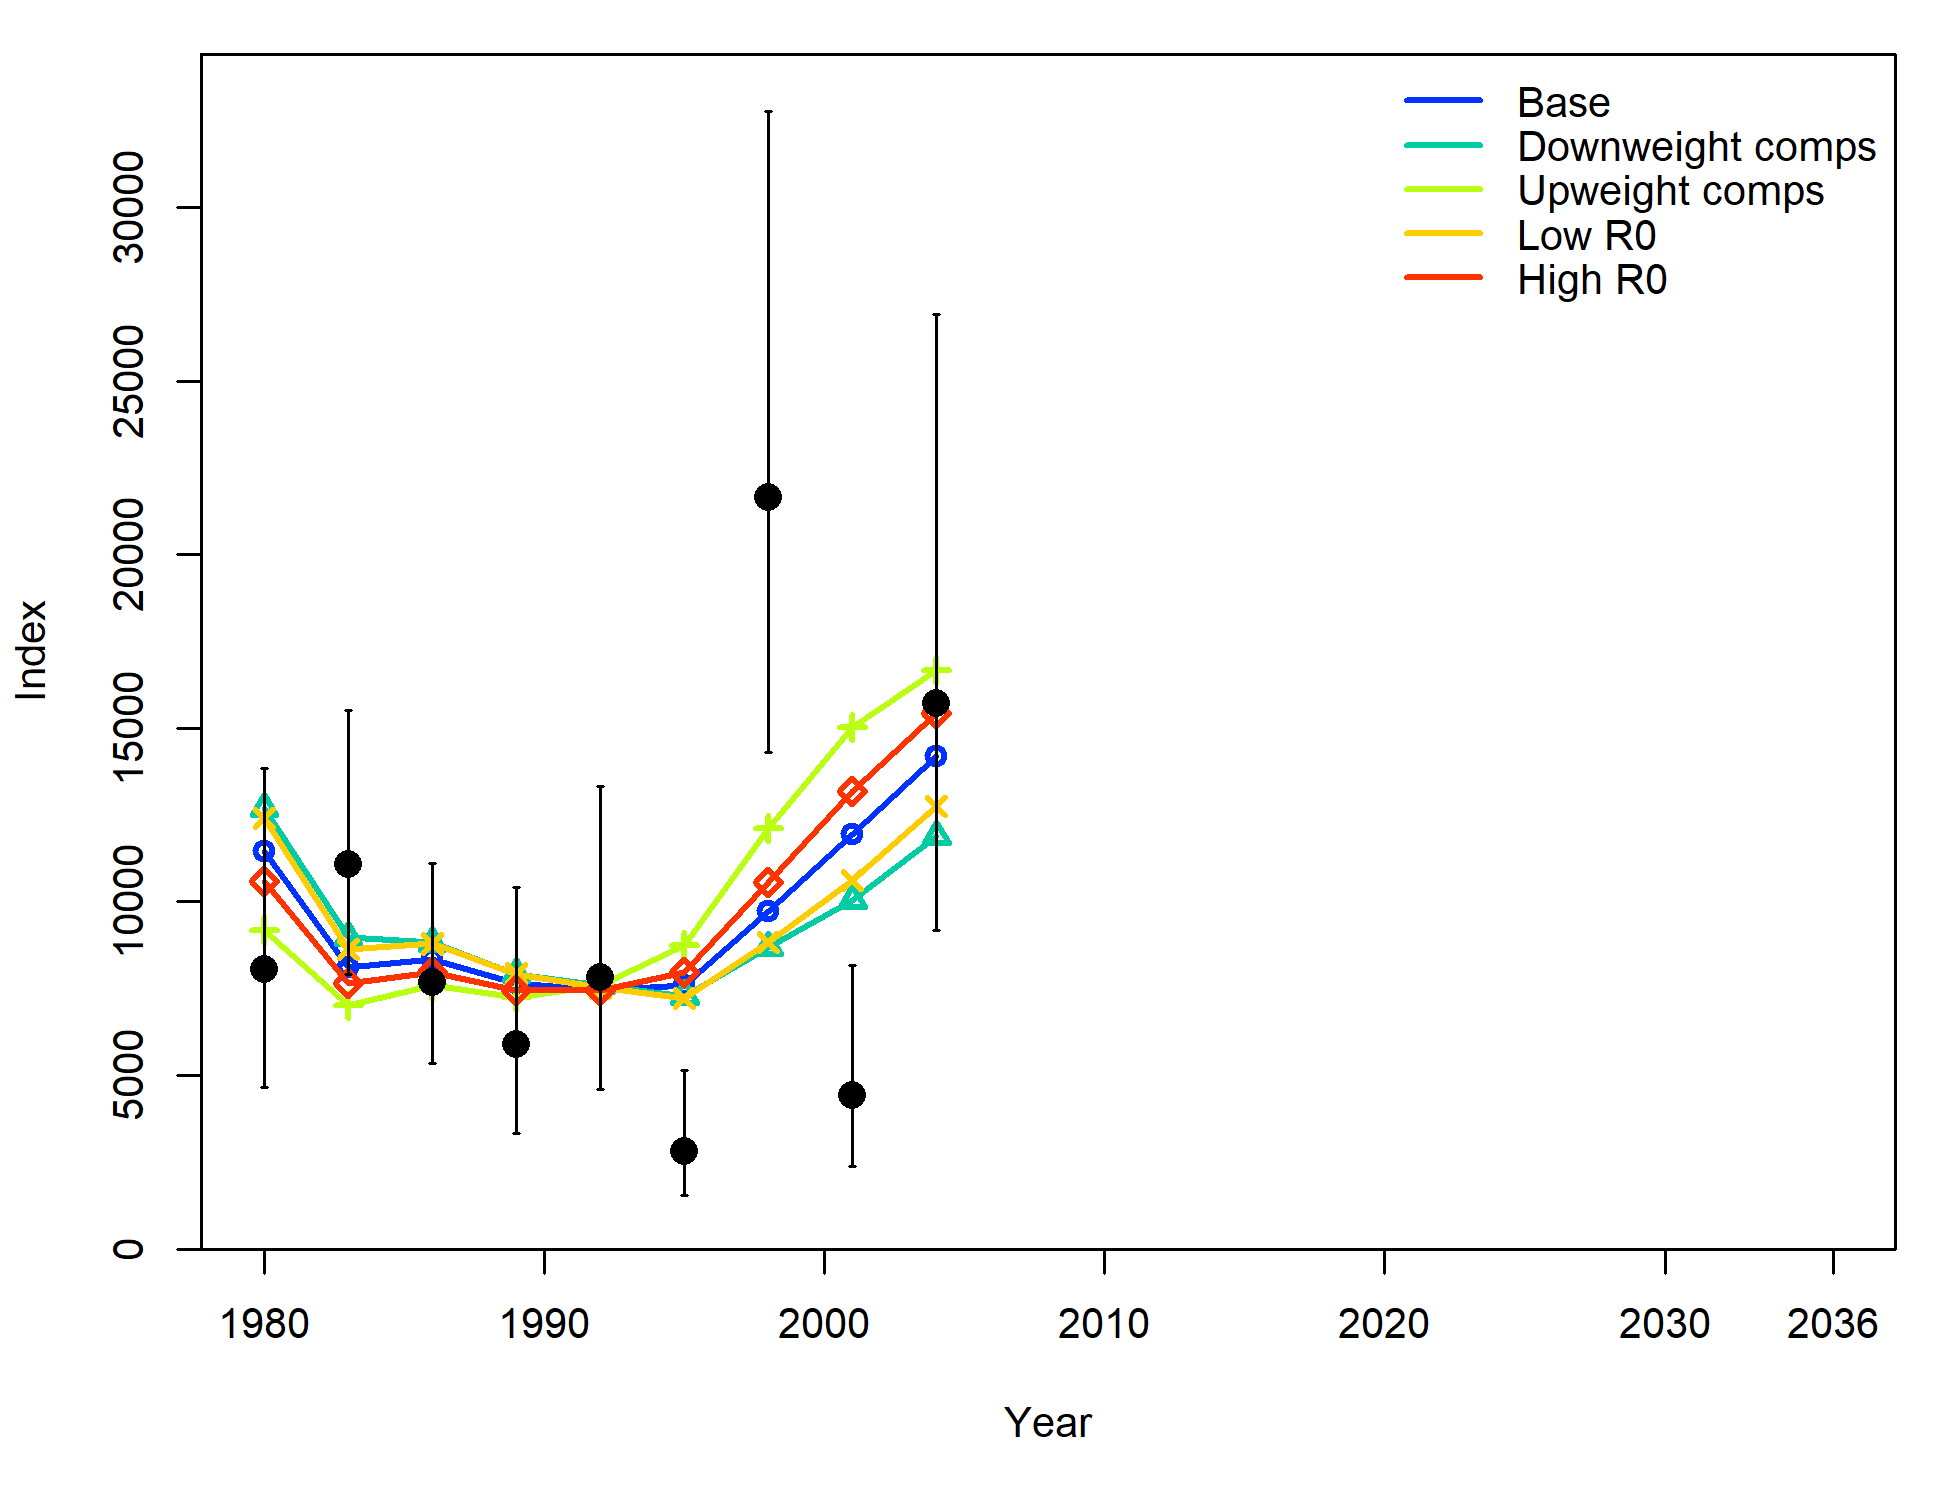 Base
Downweight comps
Upweight comps
Low R0
High R0
30000
25000
20000
15000
10000
5000
0
Index
1980 1990 2000 2010 2020 2030 2036
Year